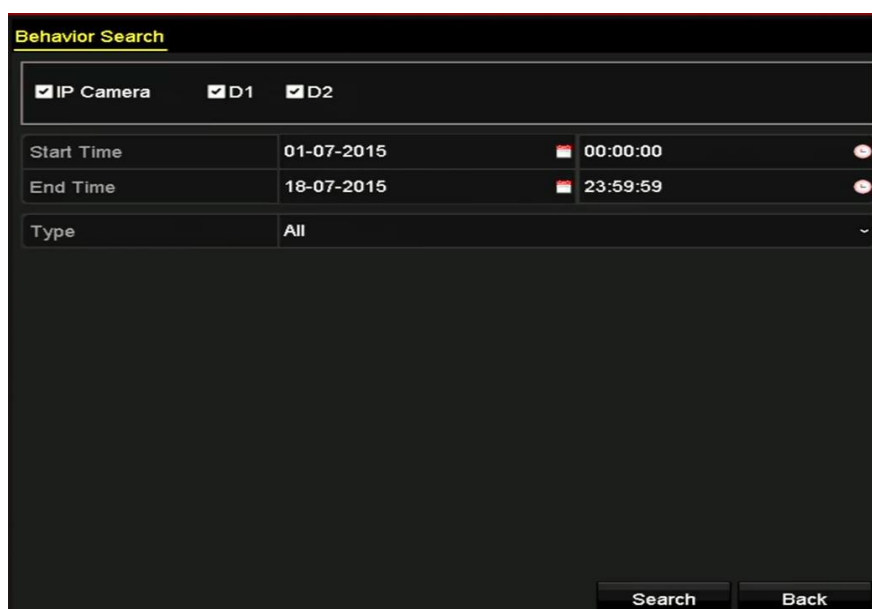 Behavior Search
IP Camera D1 D2
Start Time 01-07-2015 00:00:00
End Time 18-07-2015 23:59:59
Type All
Search Back